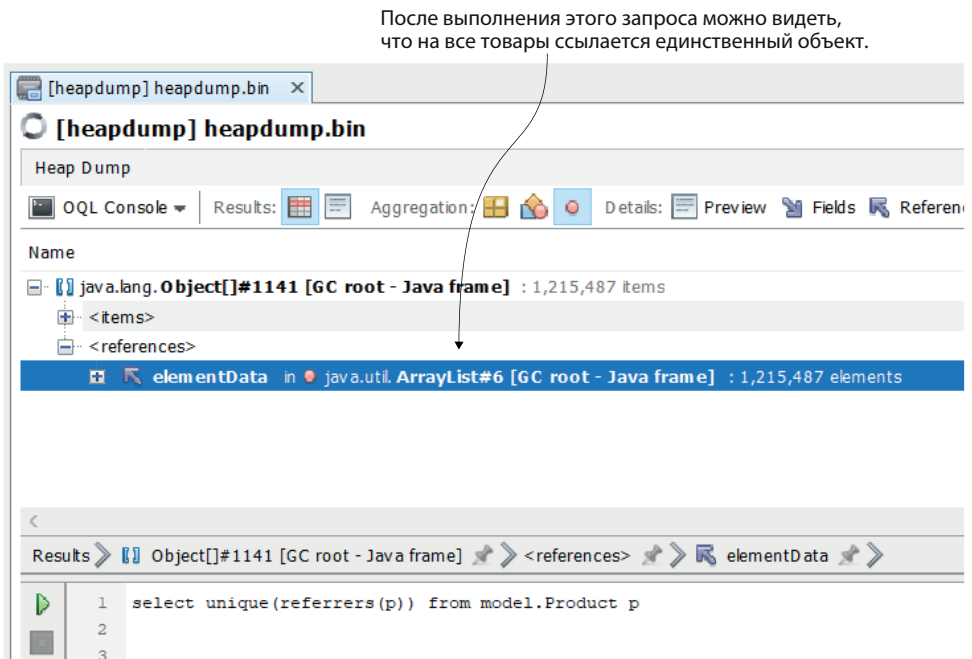 После выполнения этого запроса можно видеть,
что на все товары ссылается единственный объект.
[heapdump] heapdump.bin ×
[heapdump] heapdump.bin
Heap Dump
OQL Console Results: Aggregation: Details: Preview Fields Referenc
Name
java.lang.Object[]#1141 [GC root - Java frame] : 1,215,487 items
<items>
<references>
elementData in java.util.ArrayList#6 [GC root - Java frame] : 1,215,487 elements
Results Object[]#1141 [GC root - Java frame] <references> elementData
1 select unique(referrers(p)) from model.Product p
2
3